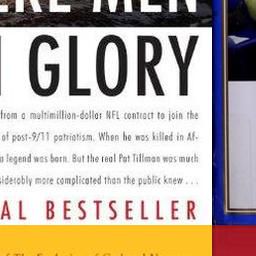 ERE MEN
GLORY
from a multimillion-dollar NFL contract to join the
of post-9/11 patriotism. When he was killed in Af-
a legend was born. But the real Pat Tillman was much
siderably more complicated than the public knew . . .
AL BESTSELLER